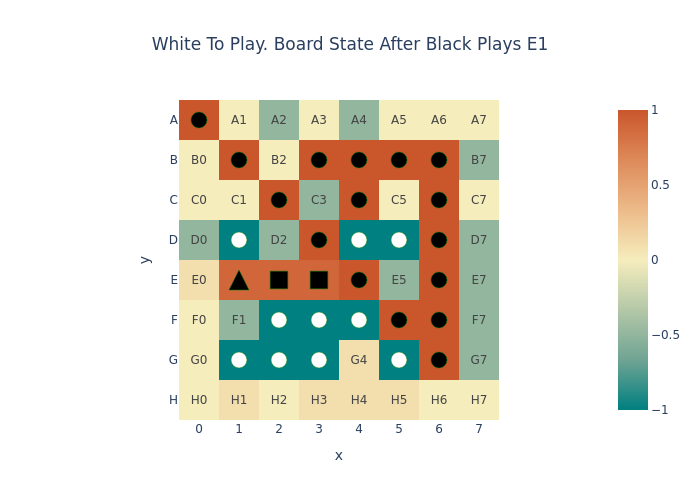 White To Play. Board State After Black Plays E1
A A1 A2 A3 A4 A5 A6 A7
B B0 B2 B7
C C0 C1 C3 C5 C7
D D0 D2 D7
E E0 E5 E7
F F0 F1 F7
G G0 G4 G7
H H0 H1 H2 H3 H4 H5 H6 H7
0 1 2 3 4 5 6 7
x
y
1
0.5
0
−0.5
−1